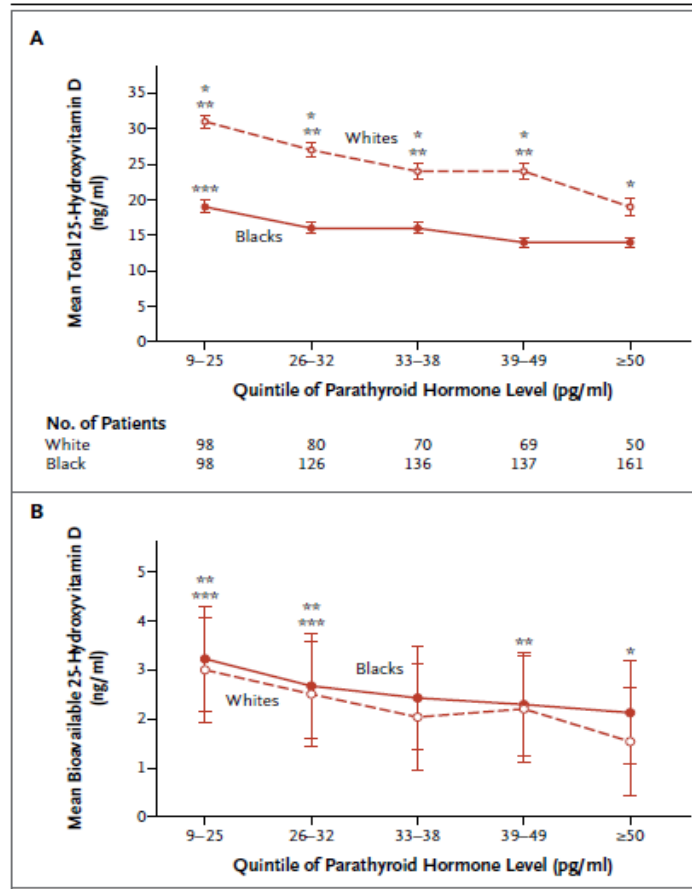 A
*
**
*
**
*
**
*
**
*
***
Whites
Blacks
35
30
25
20
15
10
5
0
Mean Total 25-Hydroxyvitamin D
(ng/ml)
9–25 26–32 33–38 39–49 ≥50
Quintile of Parathyroid Hormone Level (pg/ml)
No. of Patients
White 98 80 70 69 50
Black 98 126 136 137 161
B
**
***
**
***
**
*
Blacks
Whites
5
4
3
2
1
0
Mean Bioavailable 25-Hydroxyvitamin D
(ng/ml)
9–25 26–32 33–38 39–49 ≥50
Quintile of Parathyroid Hormone Level (pg/ml)